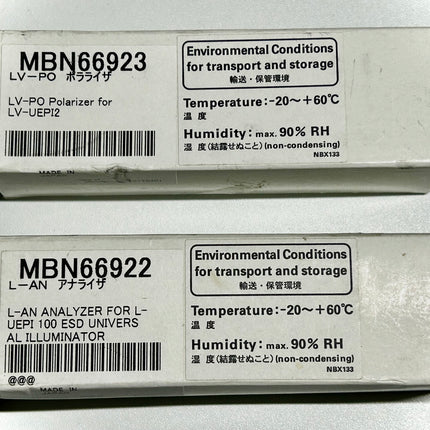 MBN66923
LV-PO ポラライザ
LV-PO Polarizer for
LV-UEPI2
MADE IN
Environmental Conditions
for transport and storage
輸送・保管環境
Temperature: -20～+60℃
温 度
Humidity: max. 90% RH
湿 度(結露せぬこと)(non-condensing)
NBX133
MBN66922
L-AN アナライザ
L-AN ANALYZER FOR L-
UEPI 100 ESD UNIVERS
AL ILLUMINATOR
@@@
MADE IN
Environmental Conditions
for transport and storage
輸送・保管環境
Temperature: -20～+60℃
温 度
Humidity: max. 90% RH
湿 度(結露せぬこと)(non-condensing)
NBX133